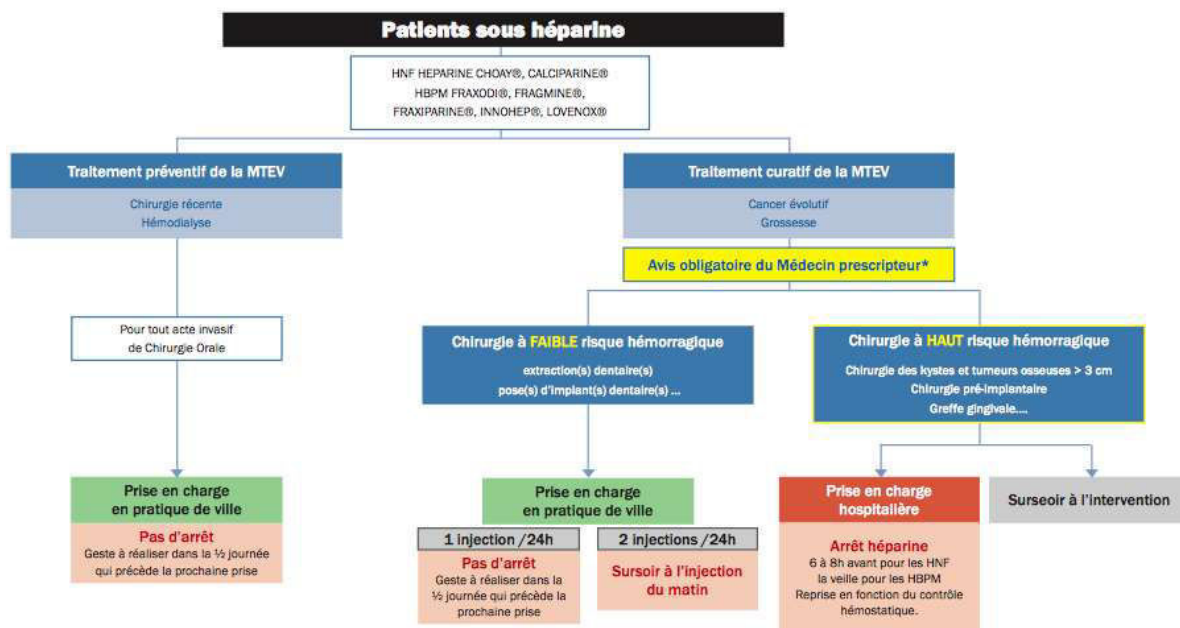 Patients sous héparine
HNF HEPARINE CHOAY®, CALCIPARINE®
HBPM FRAXODI®, FRAGMINE®,
FRAXIPARINE®, INNOHEP®, LOVENOX®
Traitement préventif de la MTEV
Chirurgie récente
Hémodialyse
Traitement curatif de la MTEV
Cancer évolutif
Grossesse
Avis obligatoire du Médecin prescripteur*
Pour tout acte invasif
de Chirurgie Orale
Chirurgie à FAIBLE risque hémorragique
extraction(s) dentaire(s)
pose(s) d'implant(s) dentaire(s) ...
Chirurgie à HAUT risque hémorragique
Chirurgie des kystes et tumeurs osseuses > 3 cm
Chirurgie pré-implantaire
Greffe gingivale....
Prise en charge
en pratique de ville
Pas d'arrêt
Geste à réaliser dans la ½ journée
qui précède la prochaine prise
Prise en charge
en pratique de ville
1 injection /24h
Pas d'arrêt
Geste à réaliser dans la
½ journée qui précède la
prochaine prise
2 injections /24h
Sursoir à l'injection
du matin
Prise en charge
hospitalière
Arrêt héparine
6 à 8h avant pour les HNF
la veille pour les HBPM
Reprise en fonction du contrôle
hémostatique.
Surseoir à l'intervention